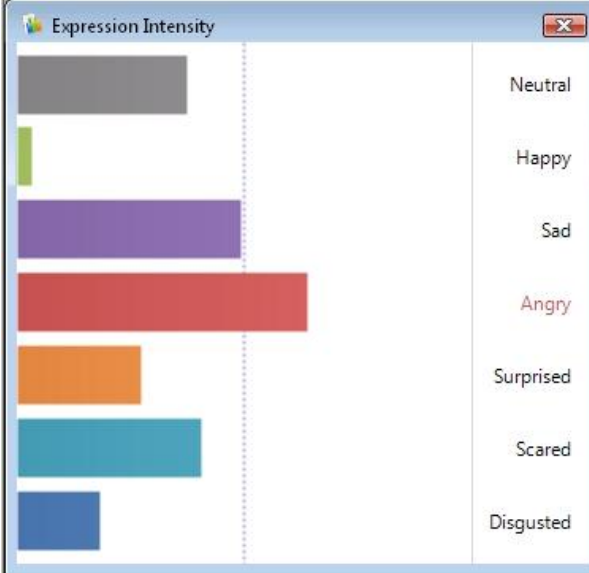 Expression Intensity
Neutral
Happy
Sad
Angry
Surprised
Scared
Disgusted